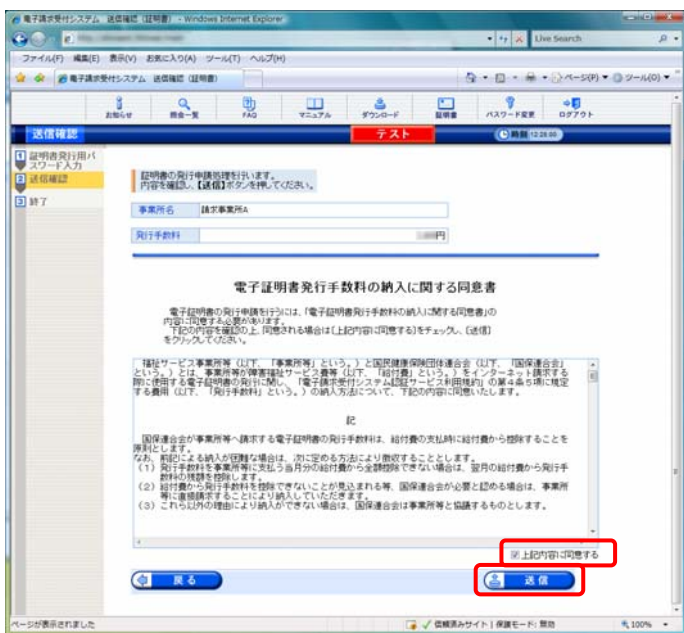 電子請求受付システム 送信確認 (証明書) - Windows Internet Explorer
Live Search
ファイル(F) 編集(E) 表示(V) お気に入り(A) ツール(T) ヘルプ(H)
電子請求受付システム 送信確認 (証明書)
ページ(P) ツール(O)
お知らせ 照会一覧 FAQ マニュアル ダウンロード 証明書 パスワード変更 ログアウト
送信確認 テスト 時刻
1 証明書発行用パスワード入力
2 送信確認
3 終了
証明書の発行申請処理を行います。
内容を確認し、【送信】ボタンを押してください。
事業所名 請求事業所A
発行手数料 円
電子証明書発行手数料の納入に関する同意書
電子証明書の発行申請を行うには、「電子証明書発行手数料の納入に関する同意書」の
内容に同意する必要があります。
下記の内容を確認の上、同意される場合は[上記内容に同意する]をチェックし、[送信]
をクリックしてください。
福祉サービス事業所等（以下、「事業所等」という。）と国民健康保険団体連合会（以下、「国保連合会」
という。）とは、事業所等が障害福祉サービス費等（以下、「給付費」という。）をインターネット請求する
際に使用する電子証明書の発行に関し、「電子請求受付システム認証サービス利用規約」の第４条５項に規定
する費用（以下、「発行手数料」という。）の納入方法について、下記の内容に同意いたします。
記
国保連合会が事業所等へ請求する電子証明書の発行手数料は、給付費の支払時に給付費から控除することを
原則とします。
なお、前記による納入が困難な場合は、次に定める方法により徴収することとします。
（１）発行手数料を事業所等に支払う当月分の給付費から全額控除できない場合は、翌月の給付費から発行手
数料の残額を控除します。
（２）給付費から発行手数料を控除できないことが見込まれる等、国保連合会が必要と認める場合は、事業所
等に直接請求することにより納入していただきます。
（３）これら以外の理由により納入ができない場合は、国保連合会は事業所等と協議するものとします。
上記内容に同意する
戻る 送信
ページが表示されました 信頼済みサイト | 保護モード: 無効 100%